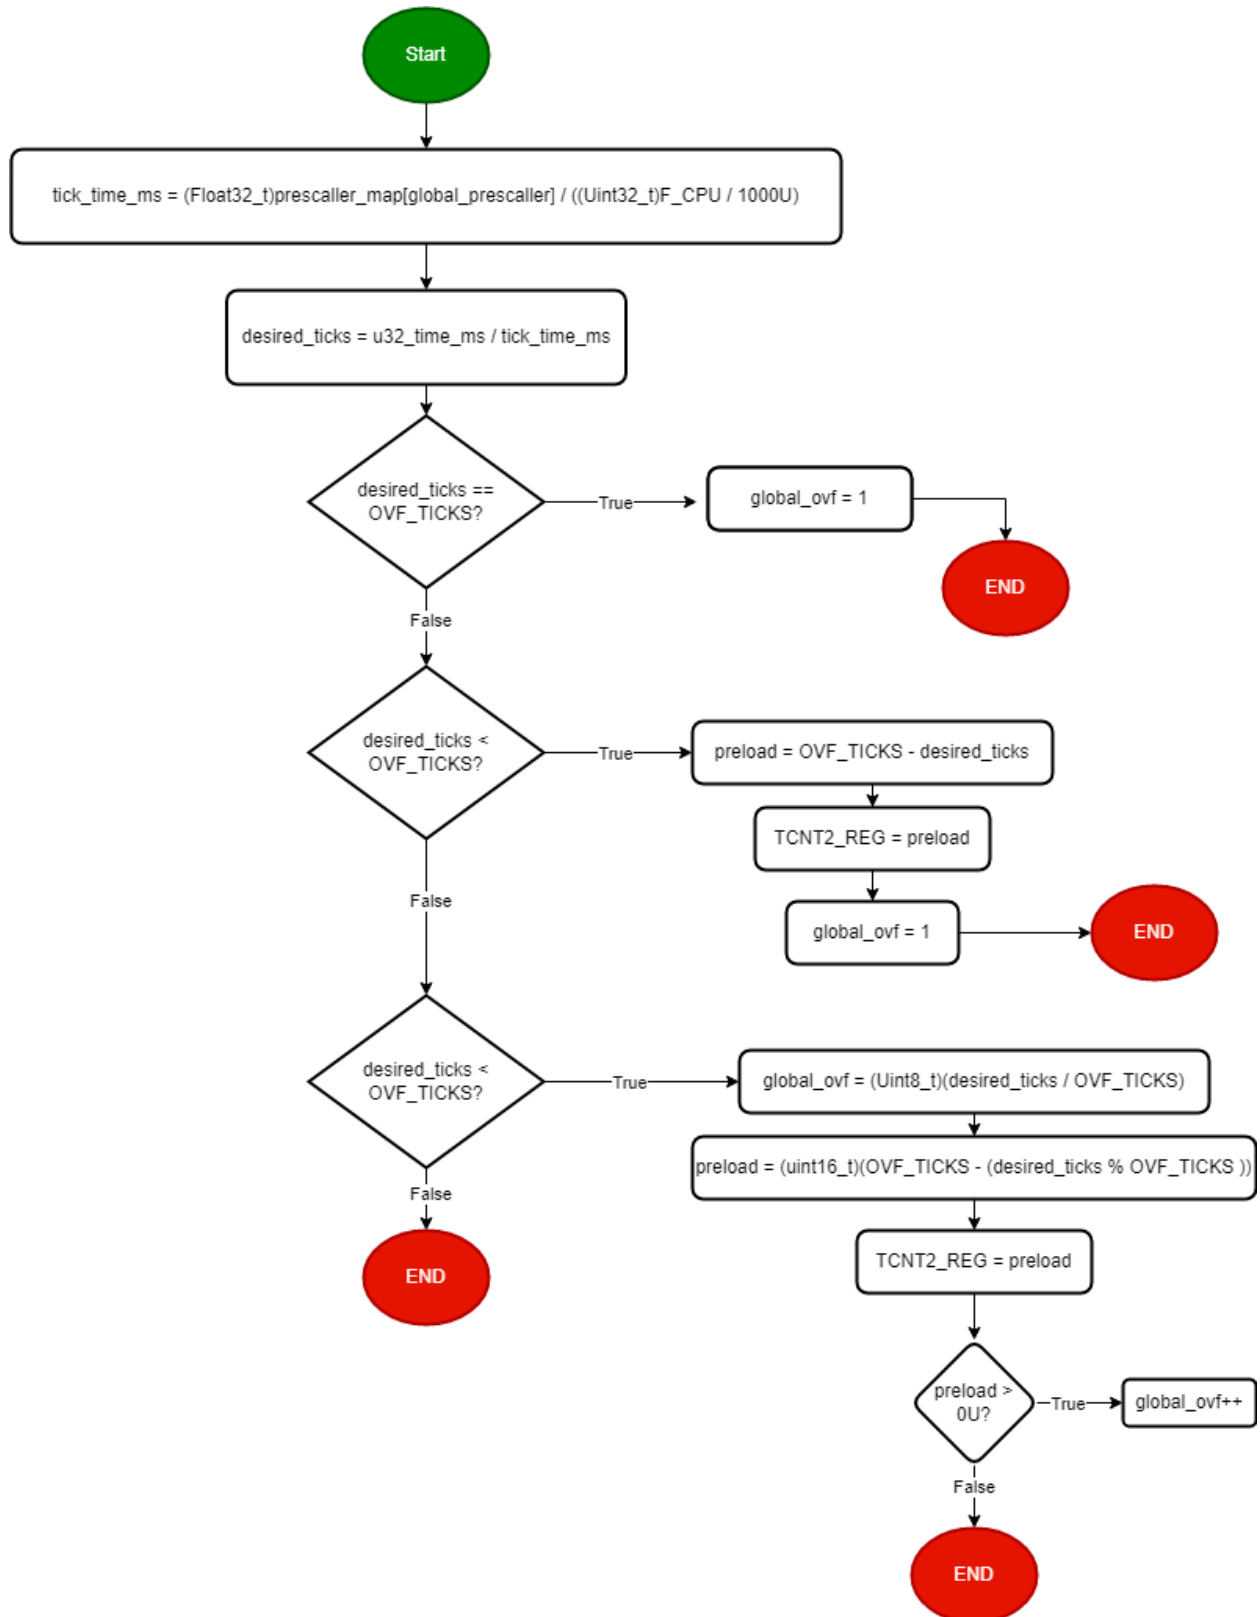 Start
tick_time_ms = (Float32_t)prescaller_map[global_prescaller] / ((Uint32_t)F_CPU / 1000U)
desired_ticks = u32_time_ms / tick_time_ms
desired_ticks ==
OVF_TICKS?
True
global_ovf = 1
END
False
desired_ticks <
OVF_TICKS?
True
preload = OVF_TICKS - desired_ticks
TCNT2_REG = preload
global_ovf = 1
END
False
desired_ticks <
OVF_TICKS?
True
global_ovf = (Uint8_t)(desired_ticks / OVF_TICKS)
preload = (uint16_t)(OVF_TICKS - (desired_ticks % OVF_TICKS ))
False
END
TCNT2_REG = preload
preload >
0U?
True
global_ovf++
False
END